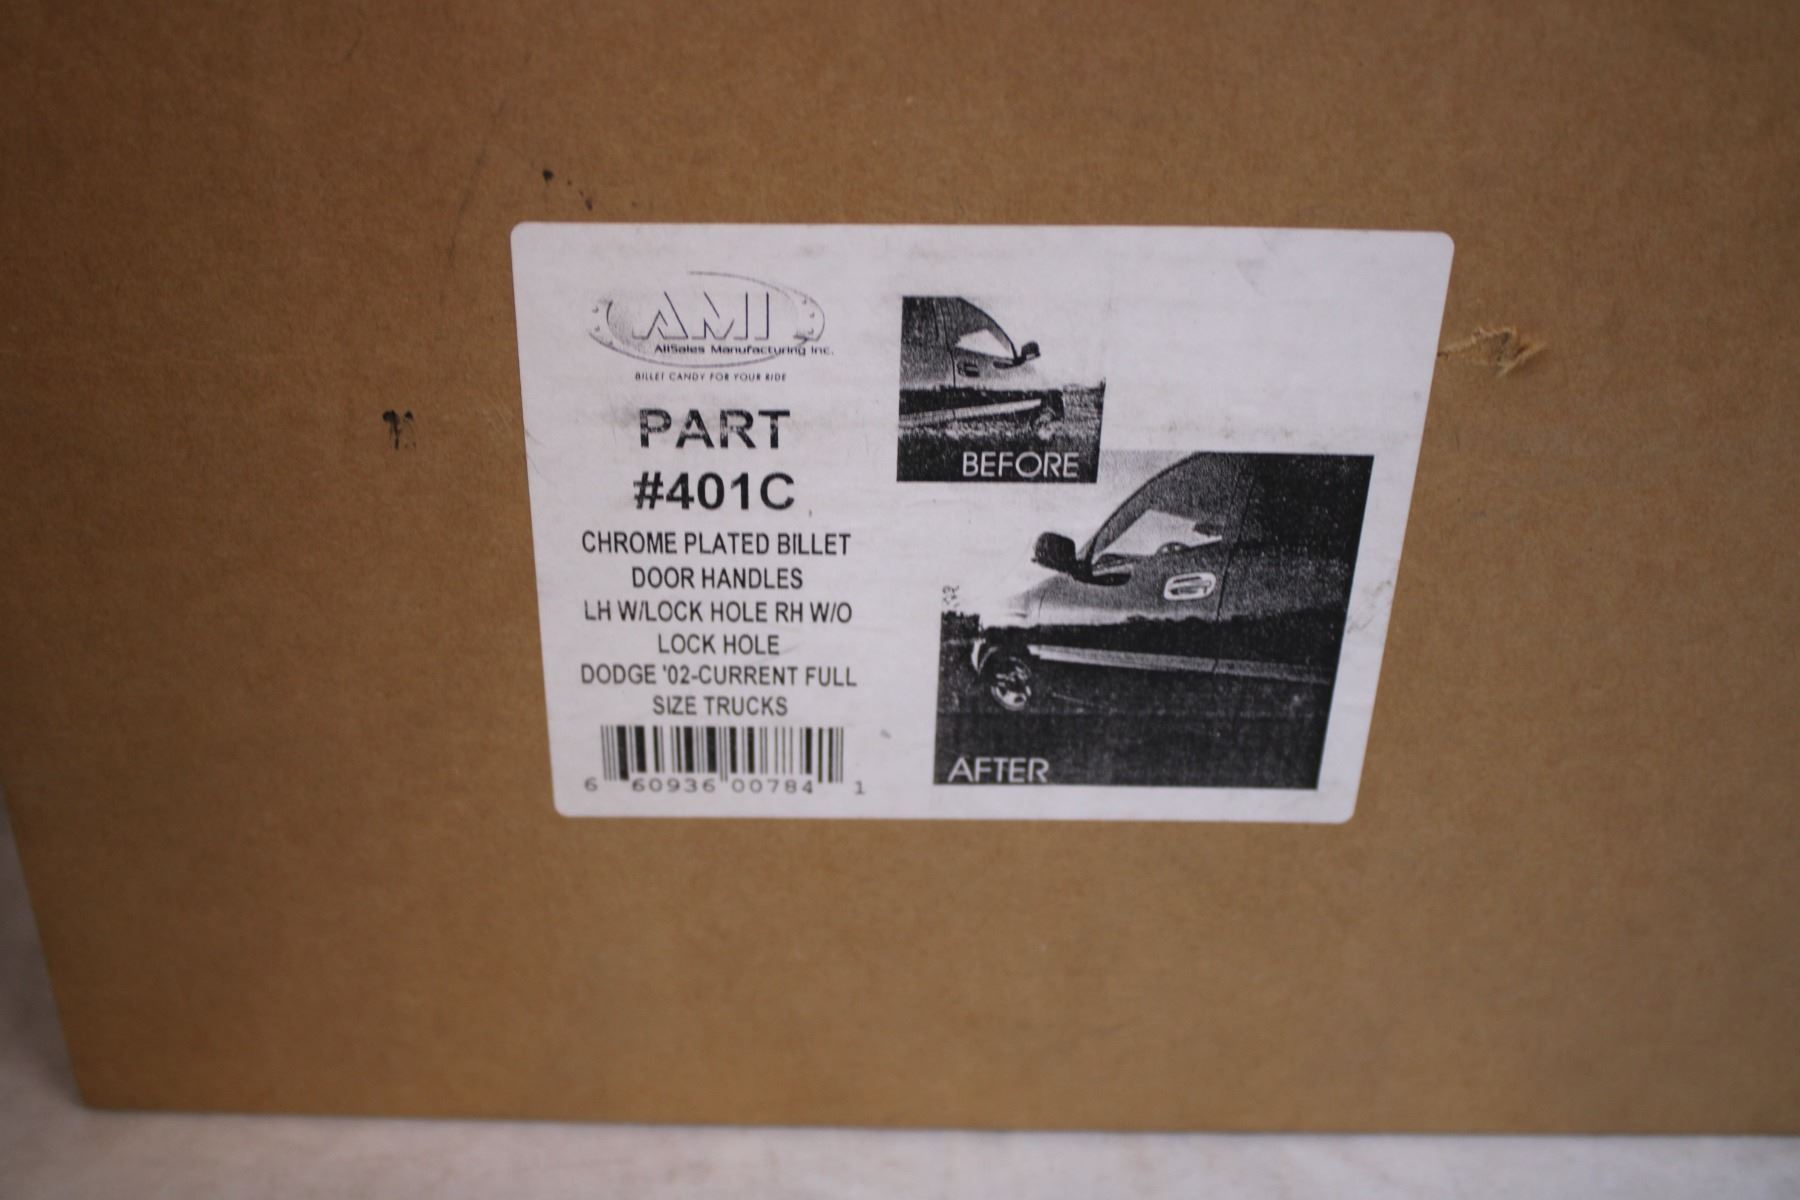 AMI
AllSales Manufacturing Inc.
BILLET CANDY FOR YOUR RIDE
PART
#401C
CHROME PLATED BILLET
DOOR HANDLES
LH W/LOCK HOLE RH W/O
LOCK HOLE
DODGE '02-CURRENT FULL
SIZE TRUCKS
6 60936 00784 1
BEFORE
AFTER